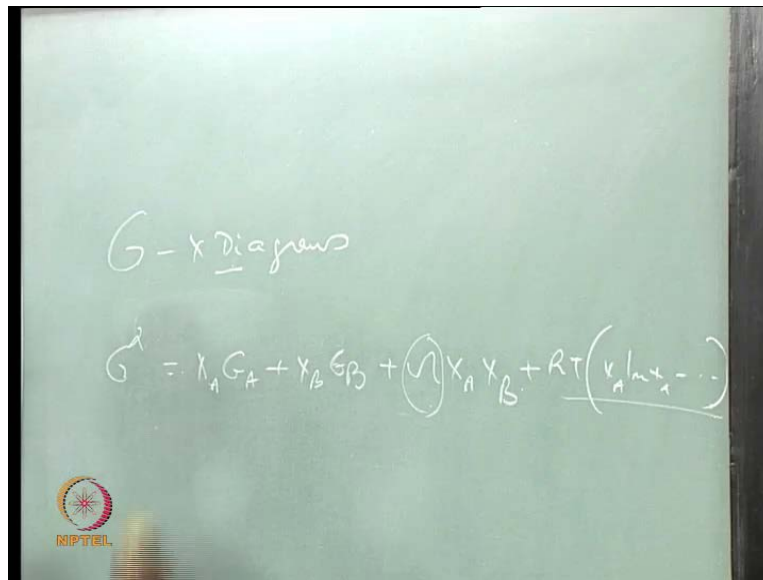 G - X Diagrams
G^α = X_A G_A + X_B G_B + Ω X_A X_B + RT (X_A ln X_A - ...)
NPTEL